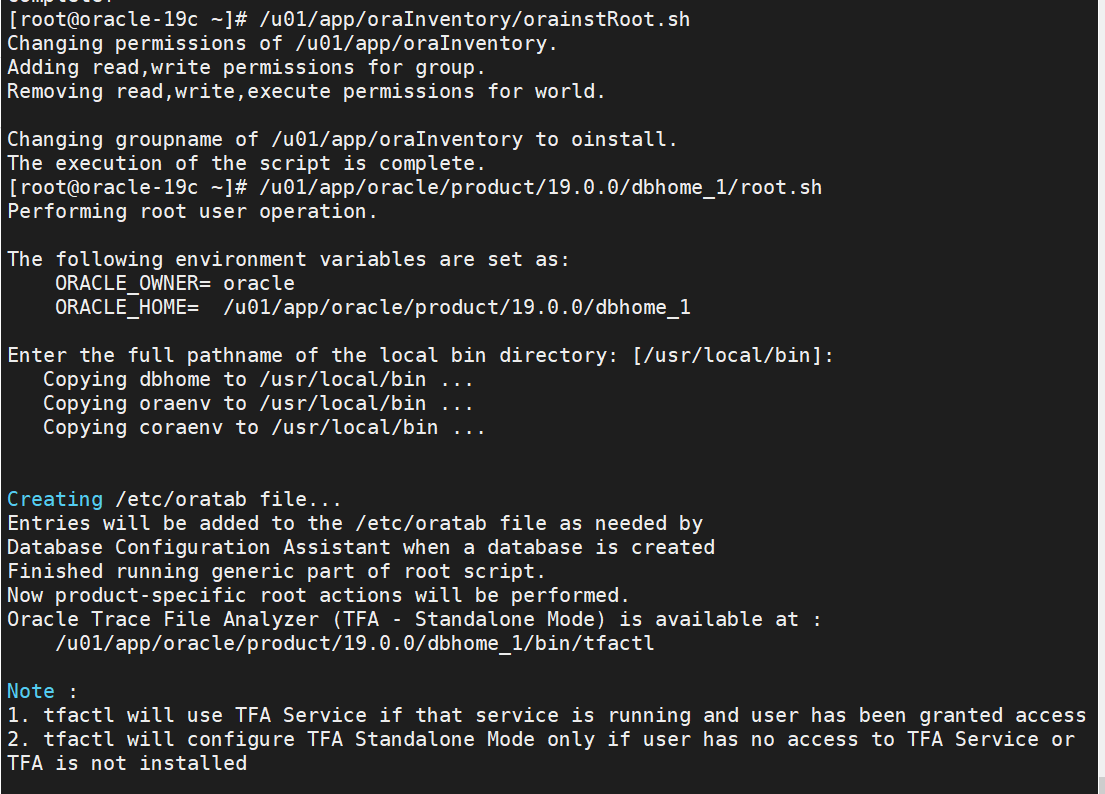 [root@oracle-19c ~]# /u01/app/oraInventory/orainstRoot.sh
Changing permissions of /u01/app/oraInventory.
Adding read,write permissions for group.
Removing read,write,execute permissions for world.

Changing groupname of /u01/app/oraInventory to oinstall.
The execution of the script is complete.
[root@oracle-19c ~]# /u01/app/oracle/product/19.0.0/dbhome_1/root.sh
Performing root user operation.

The following environment variables are set as:
    ORACLE_OWNER= oracle
    ORACLE_HOME=  /u01/app/oracle/product/19.0.0/dbhome_1

Enter the full pathname of the local bin directory: [/usr/local/bin]:
   Copying dbhome to /usr/local/bin ...
   Copying oraenv to /usr/local/bin ...
   Copying coraenv to /usr/local/bin ...


Creating /etc/oratab file...
Entries will be added to the /etc/oratab file as needed by
Database Configuration Assistant when a database is created
Finished running generic part of root script.
Now product-specific root actions will be performed.
Oracle Trace File Analyzer (TFA - Standalone Mode) is available at :
    /u01/app/oracle/product/19.0.0/dbhome_1/bin/tfactl

Note :
1. tfactl will use TFA Service if that service is running and user has been granted access
2. tfactl will configure TFA Standalone Mode only if user has no access to TFA Service or
TFA is not installed